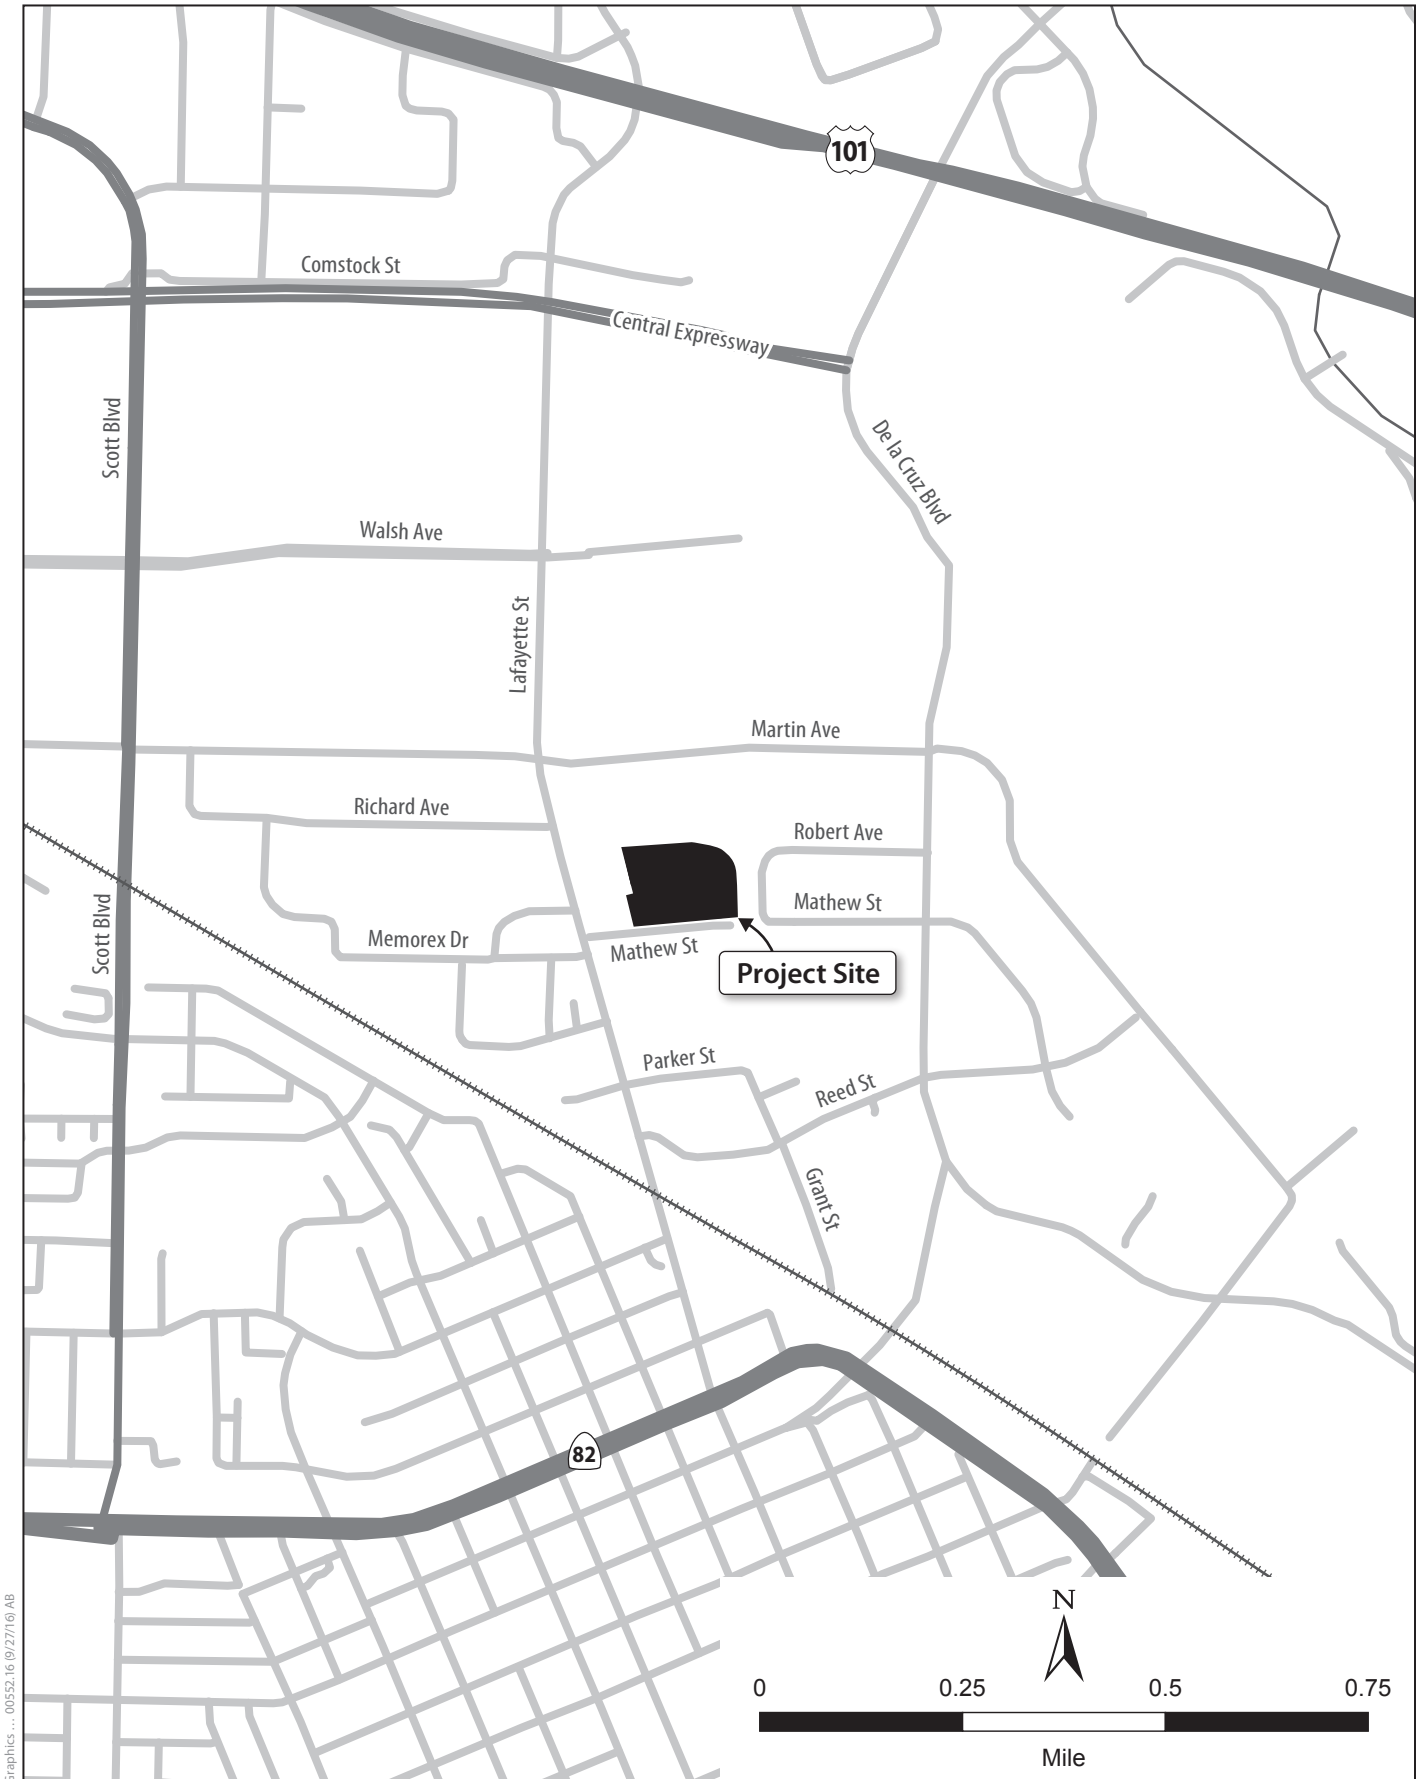 101
Comstock St
Central Expressway
Scott Blvd
De la Cruz Blvd
Walsh Ave
Lafayette St
Martin Ave
Richard Ave
Robert Ave
Mathew St
Scott Blvd
Memorex Dr
Mathew St
Project Site
Parker St
Reed St
Grant St
82
N
0 0.25 0.5 0.75
Mile
Graphics … 00552.16 (9/27/16) AB